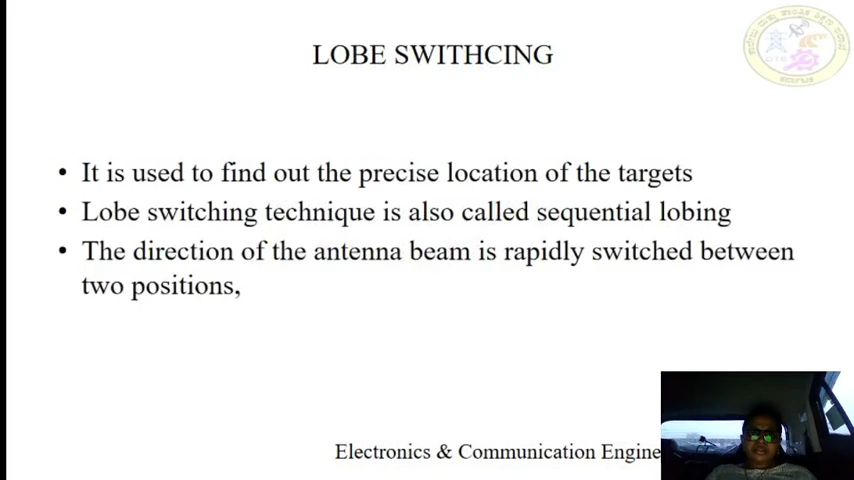 LOBE SWITHCING
• It is used to find out the precise location of the targets
• Lobe switching technique is also called sequential lobing
• The direction of the antenna beam is rapidly switched between
two positions,
Electronics & Communication Engine
DTE